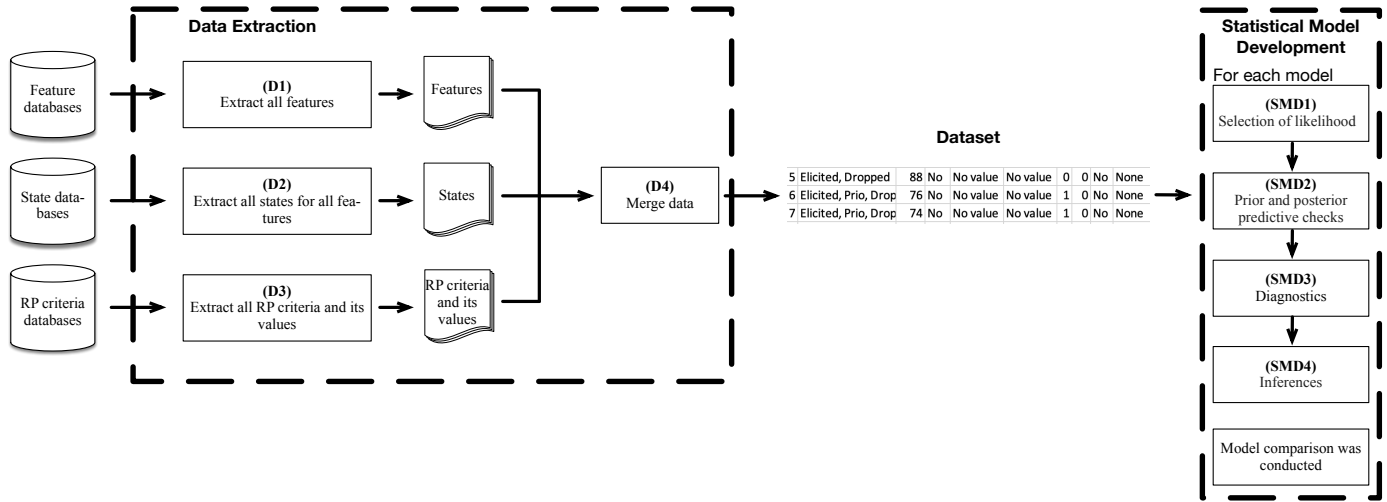 Data Extraction
Feature
databases
(D1)
Extract all features
Features
State data-
bases
(D2)
Extract all states for all fea-
tures
States
RP criteria
databases
(D3)
Extract all RP criteria and its
values
RP criteria
and its
values
(D4)
Merge data
Dataset
5 Elicited, Dropped 88 No No value No value 0 0 No None
6 Elicited, Prio, Drop 76 No No value No value 1 0 No None
7 Elicited, Prio, Drop 74 No No value No value 1 0 No None
Statistical Model
Development
For each model
(SMD1)
Selection of likelihood
(SMD2)
Prior and posterior
predictive checks
(SMD3)
Diagnostics
(SMD4)
Inferences
Model comparison was
conducted